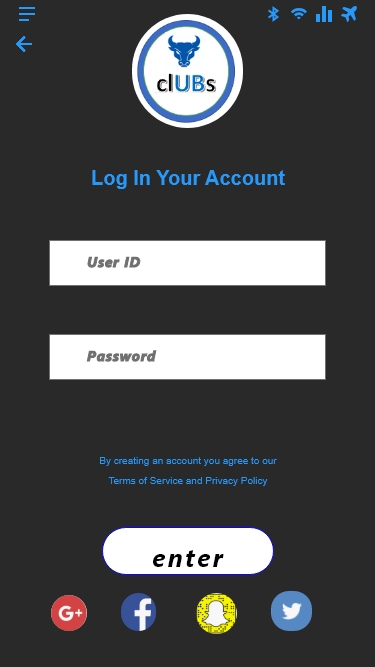 clUBs
Log In Your Account
User ID
Password
By creating an account you agree to our
Terms of Service and Privacy Policy
enter
G+
f